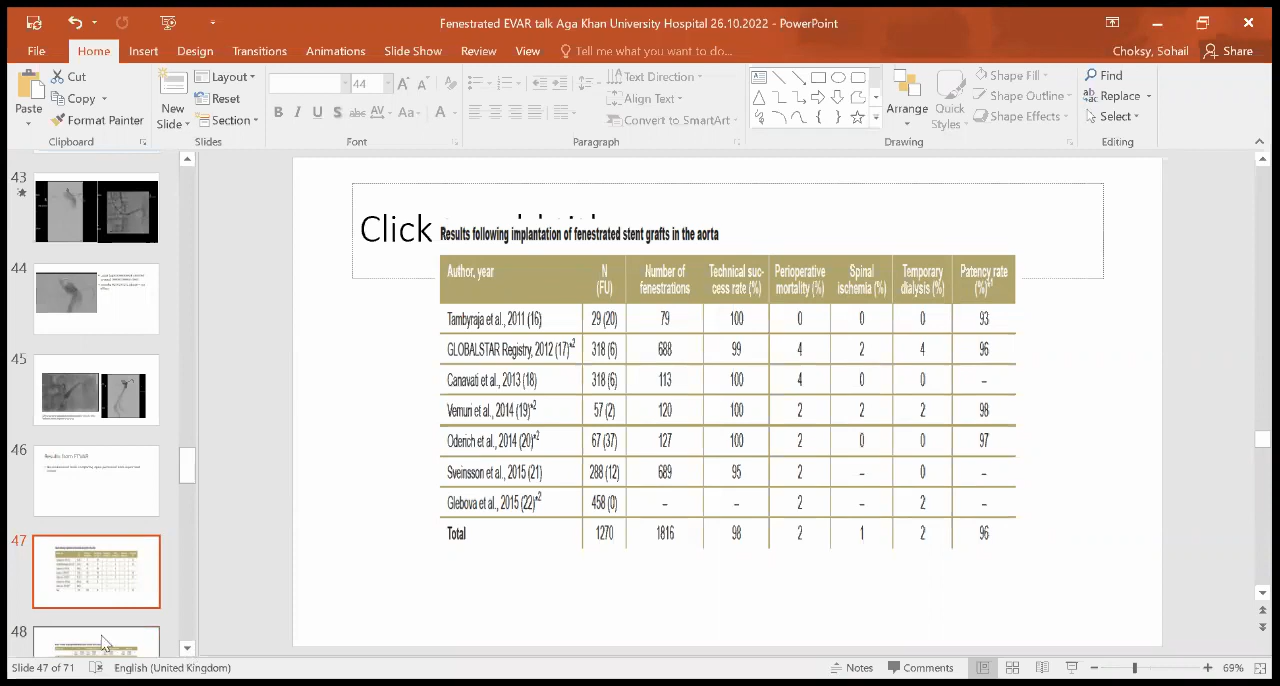 Fenestrated EVAR talk Aga Khan University Hospital 26.10.2022 - PowerPoint
File Home Insert Design Transitions Animations Slide Show Review View Tell me what you want to do... Choksy, Sohail Share
Paste
Cut
Copy
Format Painter
Clipboard
New Slide
Layout
Reset
Section
Slides
44
B I U S abc AV Aa A
Font
Text Direction
Align Text
Convert to SmartArt
Paragraph
Arrange
Quick Styles
Shape Fill
Shape Outline
Shape Effects
Drawing
Find
Replace
Select
Editing
43
44
45
46
Results from FEVAR
47
48
Click
Results following implantation of fenestrated stent grafts in the aorta
Author, year N (FU) Number of fenestrations Technical suc-cess rate (%) Perioperative mortality (%) Spinal ischemia (%) Temporary dialysis (%) Patency rate (%)*1
Tambyraja et al., 2011 (16) 29 (20) 79 100 0 0 0 93
GLOBALSTAR Registry, 2012 (17)*2 318 (6) 688 99 4 2 4 96
Canavati et al., 2013 (18) 318 (6) 113 100 4 0 0 –
Vemuri et al., 2014 (19)*2 57 (2) 120 100 2 2 2 98
Oderich et al., 2014 (20)*2 67 (37) 127 100 2 0 0 97
Sveinsson et al., 2015 (21) 288 (12) 689 95 2 – 0 –
Glebova et al., 2015 (22)*2 458 (0) – – 2 – 2 –
Total 1270 1816 98 2 1 2 96
Slide 47 of 71 English (United Kingdom) Notes Comments 69%